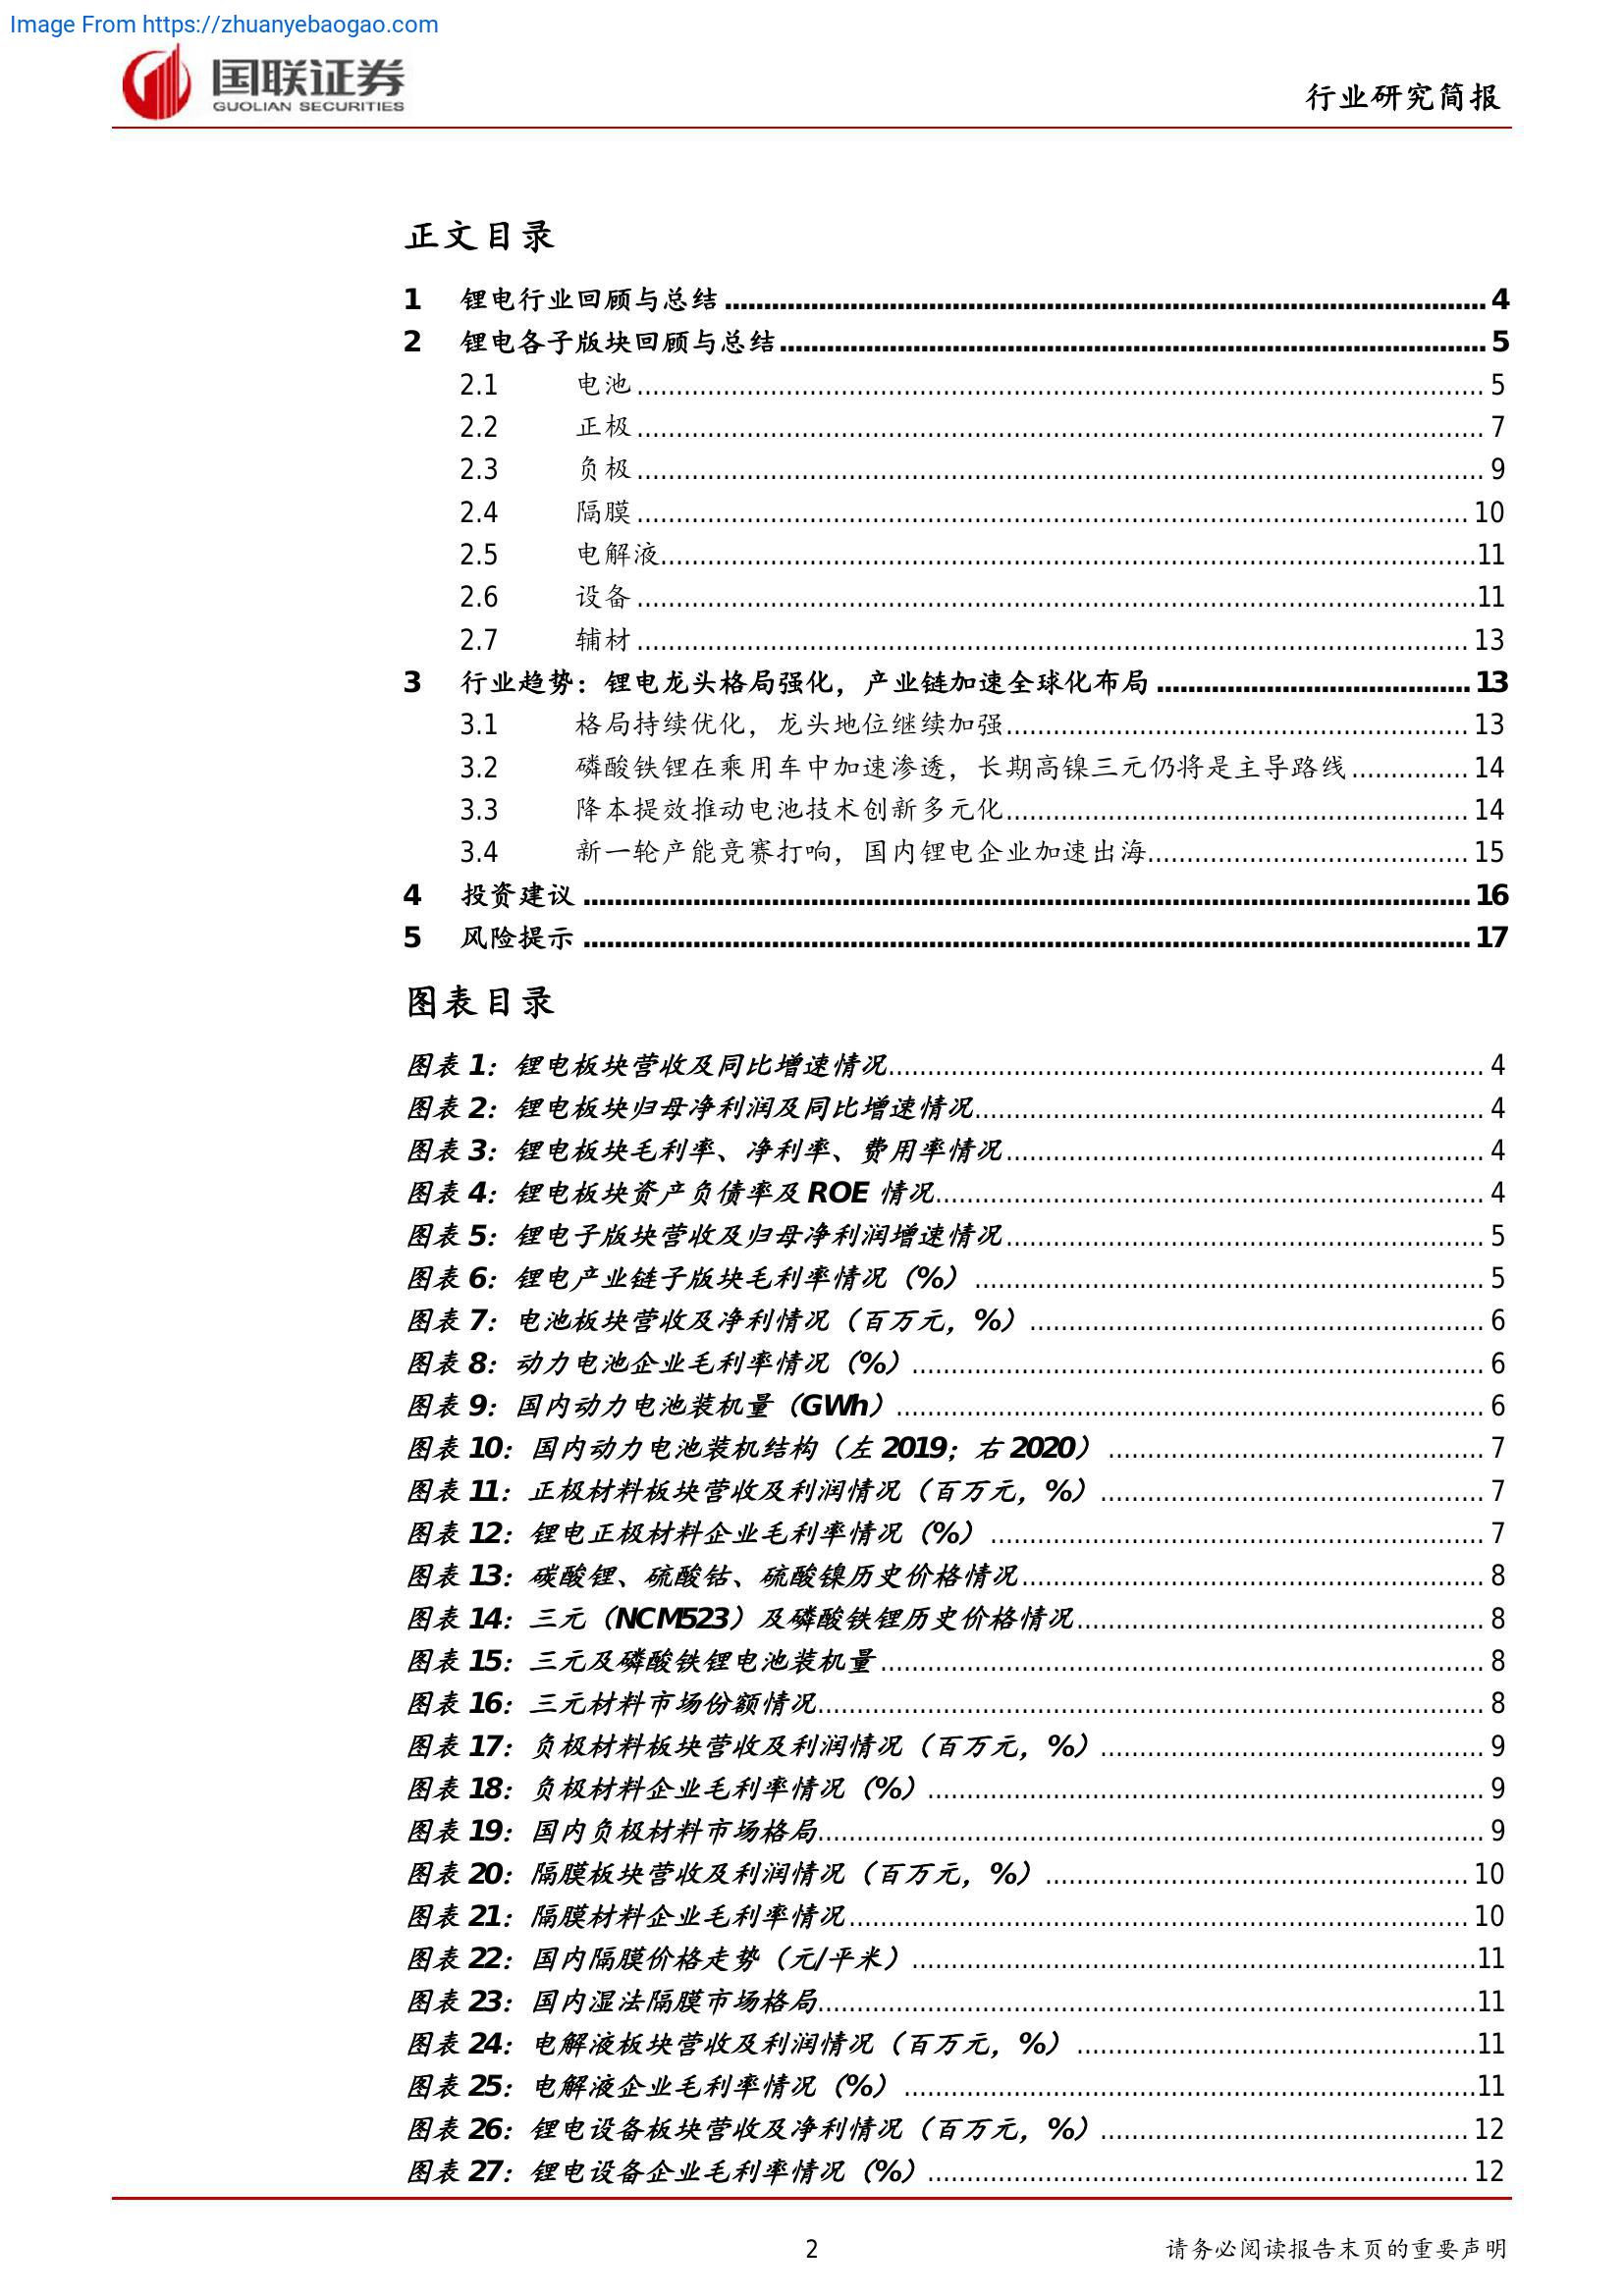 Image From https://zhuanyebaogao.com
国联证券
GUOLIAN SECURITIES
行业研究简报
正文目录
1 锂电行业回顾与总结 4
2 锂电各子版块回顾与总结 5
2.1 电池 5
2.2 正极 7
2.3 负极 9
2.4 隔膜 10
2.5 电解液 11
2.6 设备 11
2.7 辅材 13
3 行业趋势：锂电龙头格局强化，产业链加速全球化布局 13
3.1 格局持续优化，龙头地位继续加强 13
3.2 磷酸铁锂在乘用车中加速渗透，长期高镍三元仍将是主导路线 14
3.3 降本提效推动电池技术创新多元化 14
3.4 新一轮产能竞赛打响，国内锂电企业加速出海 15
4 投资建议 16
5 风险提示 17
图表目录
图表 1：锂电板块营收及同比增速情况 4
图表 2：锂电板块归母净利润及同比增速情况 4
图表 3：锂电板块毛利率、净利率、费用率情况 4
图表 4：锂电板块资产负债率及 ROE 情况 4
图表 5：锂电子版块营收及归母净利润增速情况 5
图表 6：锂电产业链子版块毛利率情况（%） 5
图表 7：电池板块营收及净利情况（百万元，%） 6
图表 8：动力电池企业毛利率情况（%） 6
图表 9：国内动力电池装机量（GWh） 6
图表 10：国内动力电池装机结构（左 2019；右 2020） 7
图表 11：正极材料板块营收及利润情况（百万元，%） 7
图表 12：锂电正极材料企业毛利率情况（%） 7
图表 13：碳酸锂、硫酸钴、硫酸镍历史价格情况 8
图表 14：三元（NCM523）及磷酸铁锂历史价格情况 8
图表 15：三元及磷酸铁锂电池装机量 8
图表 16：三元材料市场份额情况 8
图表 17：负极材料板块营收及利润情况（百万元，%） 9
图表 18：负极材料企业毛利率情况（%） 9
图表 19：国内负极材料市场格局 9
图表 20：隔膜板块营收及利润情况（百万元，%） 10
图表 21：隔膜材料企业毛利率情况 10
图表 22：国内隔膜价格走势（元/平米） 11
图表 23：国内湿法隔膜市场格局 11
图表 24：电解液板块营收及利润情况（百万元，%） 11
图表 25：电解液企业毛利率情况（%） 11
图表 26：锂电设备板块营收及净利情况（百万元，%） 12
图表 27：锂电设备企业毛利率情况（%） 12
2
请务必阅读报告末页的重要声明